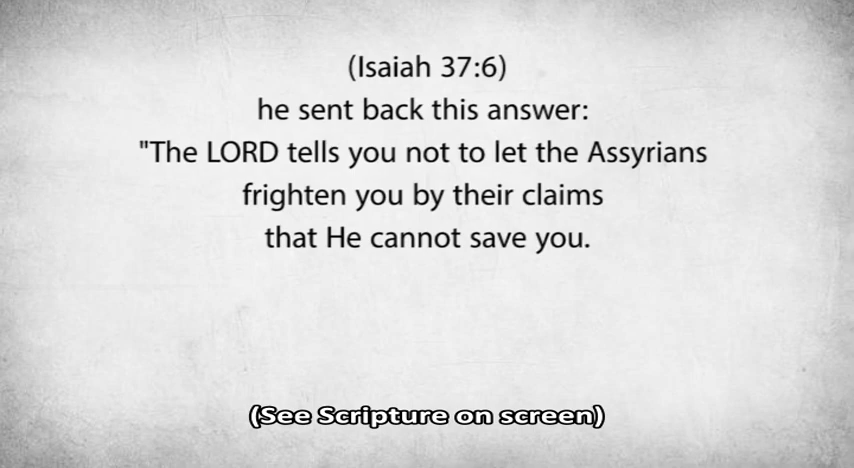 (Isaiah 37:6)
he sent back this answer:
"The LORD tells you not to let the Assyrians
frighten you by their claims
that He cannot save you.
(See Scripture on screen)